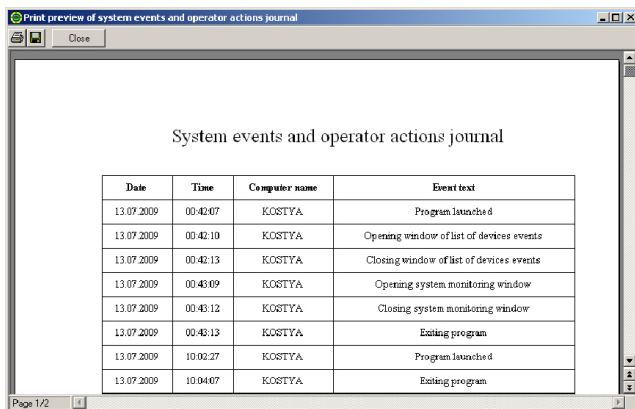 Print preview of system events and operator actions journal
Close
System events and operator actions journal
Date Time Computer name Event text
13.07.2009 00:42:07 KOSTYA Program launched
13.07.2009 00:42:10 KOSTYA Opening window of list of devices events
13.07.2009 00:42:13 KOSTYA Closing window of list of devices events
13.07.2009 00:43:09 KOSTYA Opening system monitoring window
13.07.2009 00:43:12 KOSTYA Closing system monitoring window
13.07.2009 00:43:13 KOSTYA Exiting program
13.07.2009 10:02:27 KOSTYA Program launched
13.07.2009 10:04:07 KOSTYA Exiting program
Page 1/2